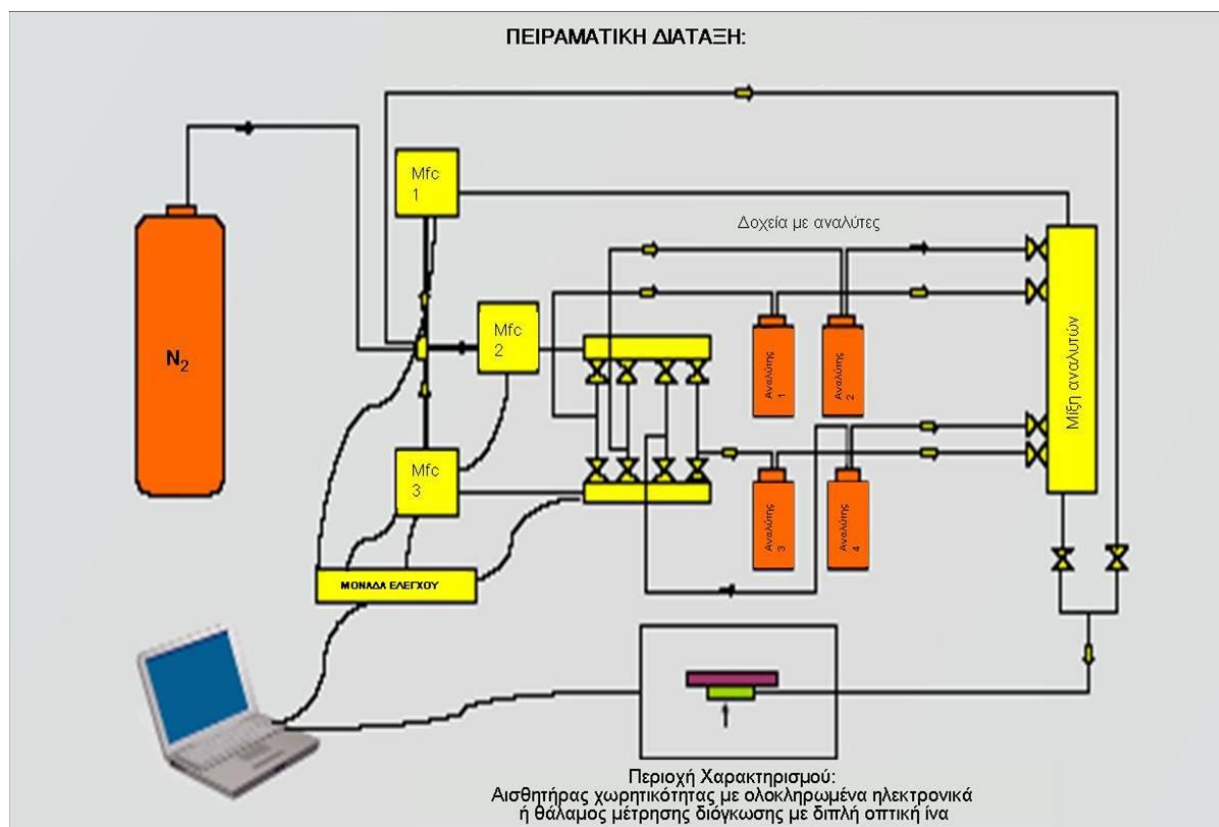 ΠΕΙΡΑΜΑΤΙΚΗ ΔΙΑΤΑΞΗ:
Mfc
1
Δοχεία με αναλύτες
N2
Mfc
2
Αναλύτης
1
Αναλύτης
2
Μίξη αναλυτών
Mfc
3
Αναλύτης
3
Αναλύτης
4
ΜΟΝΑΔΑ ΕΛΕΓΧΟΥ
Περιοχή Χαρακτηρισμού:
Αισθητήρας χωρητικότητας με ολοκληρωμένα ηλεκτρονικά
ή θάλαμος μέτρησης διόγκωσης με διπλή οπτική ίνα